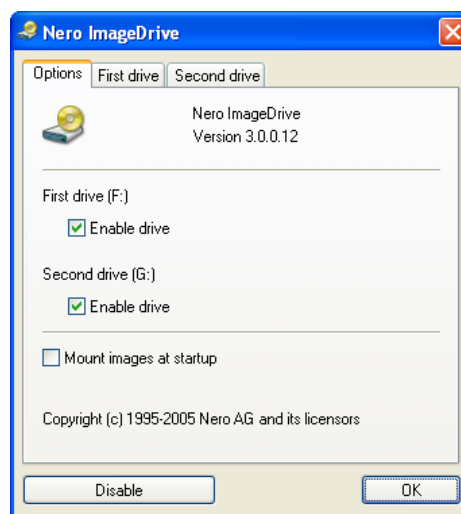 Nero ImageDrive
Options First drive Second drive
Nero ImageDrive
Version 3.0.0.12
First drive (F:)
Enable drive
Second drive (G:)
Enable drive
Mount images at startup
Copyright (c) 1995-2005 Nero AG and its licensors
Disable OK